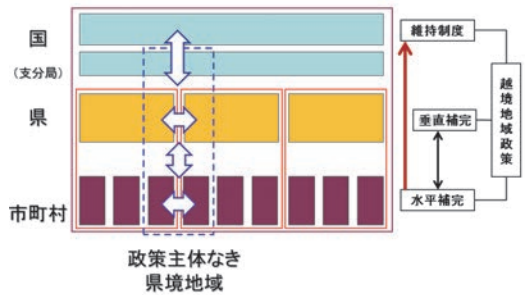 国
(支分局)
県
市町村
政策主体なき
県境地域
維持制度
垂直補完
水平補完
越境地域政策